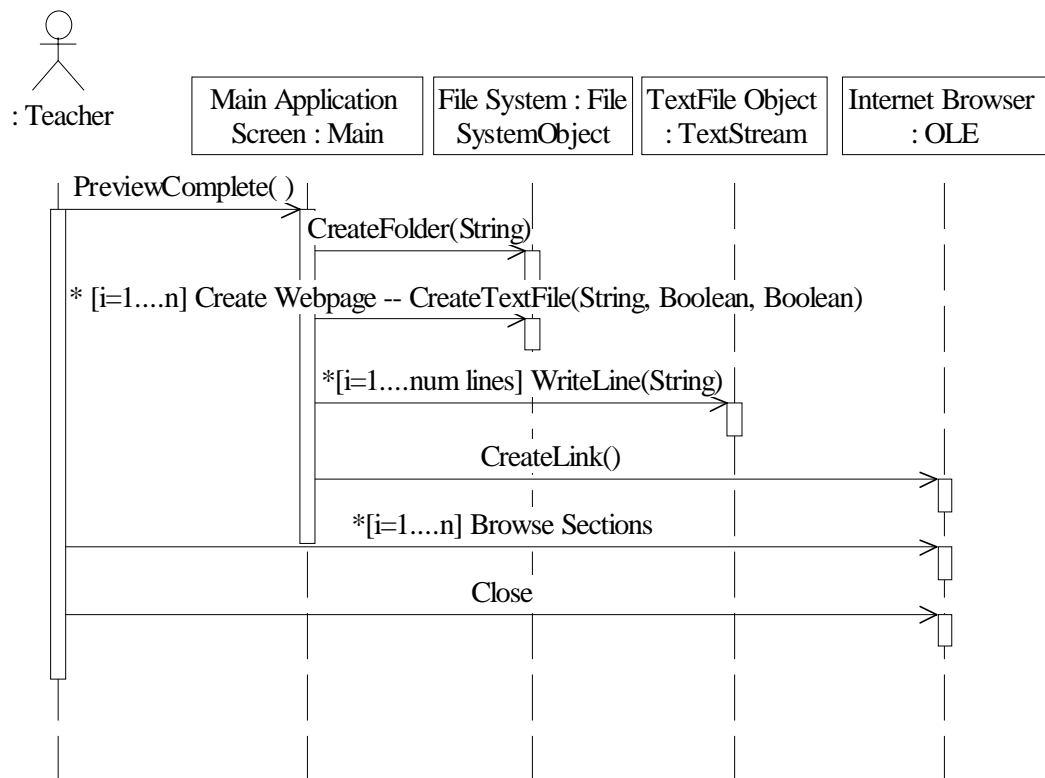 : Teacher
Main Application
Screen : Main
File System : File
SystemObject
TextFile Object
: TextStream
Internet Browser
: OLE
PreviewComplete( )
CreateFolder(String)
* [i=1....n] Create Webpage -- CreateTextFile(String, Boolean, Boolean)
*[i=1....num lines] WriteLine(String)
CreateLink()
*[i=1....n] Browse Sections
Close